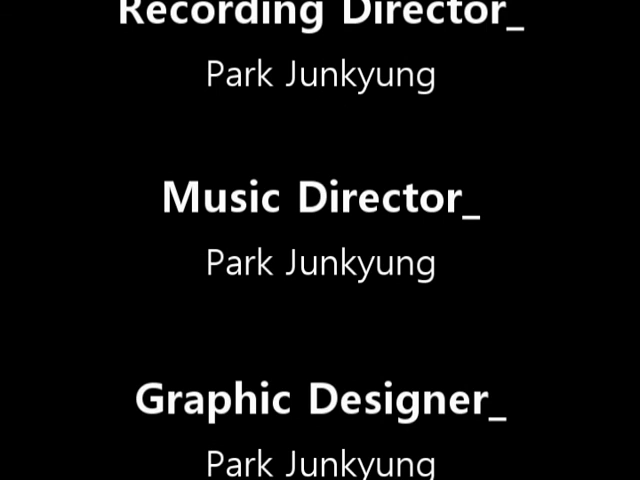 Recording Director_
Park Junkyung
Music Director_
Park Junkyung
Graphic Designer_
Park Junkyung